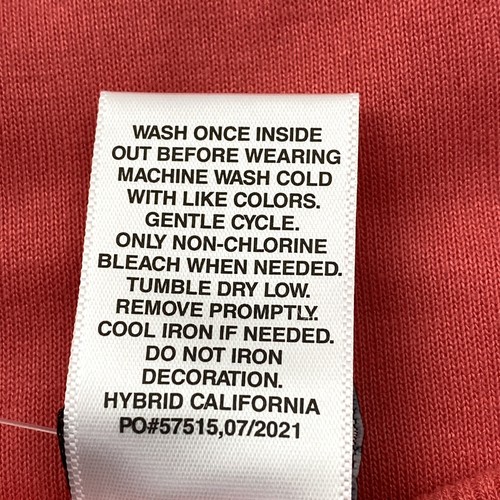 WASH ONCE INSIDE
OUT BEFORE WEARING
MACHINE WASH COLD
WITH LIKE COLORS.
GENTLE CYCLE.
ONLY NON-CHLORINE
BLEACH WHEN NEEDED.
TUMBLE DRY LOW.
REMOVE PROMPTLY.
COOL IRON IF NEEDED.
DO NOT IRON
DECORATION.
HYBRID CALIFORNIA
PO#57515,07/2021